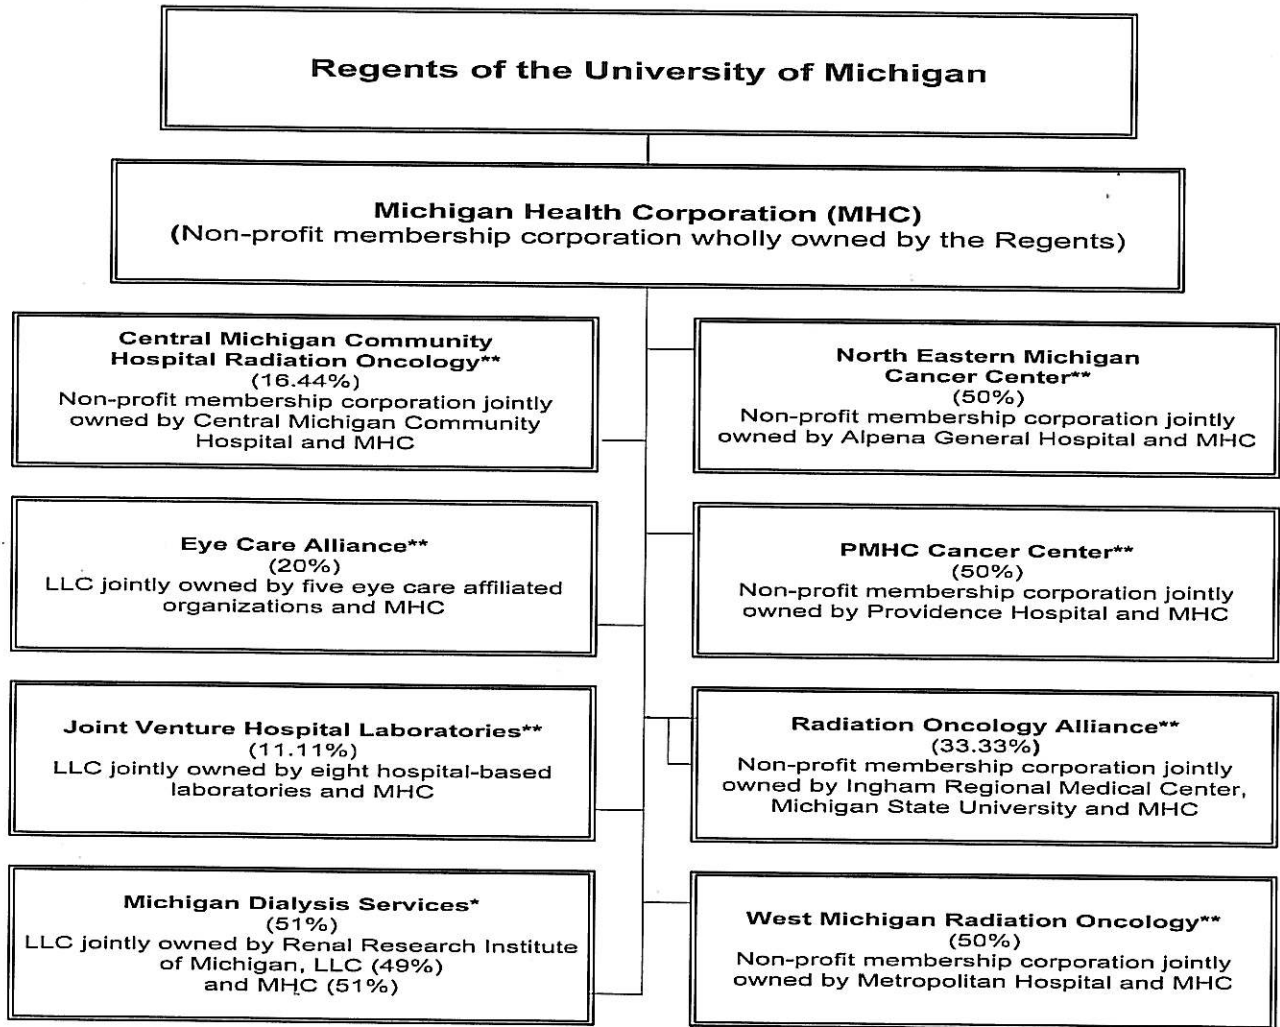 Regents of the University of Michigan
Michigan Health Corporation (MHC)
(Non-profit membership corporation wholly owned by the Regents)
Central Michigan Community
Hospital Radiation Oncology**
(16.44%)
Non-profit membership corporation jointly
owned by Central Michigan Community
Hospital and MHC
North Eastern Michigan
Cancer Center**
(50%)
Non-profit membership corporation jointly
owned by Alpena General Hospital and MHC
Eye Care Alliance**
(20%)
LLC jointly owned by five eye care affiliated
organizations and MHC
PMHC Cancer Center**
(50%)
Non-profit membership corporation jointly
owned by Providence Hospital and MHC
Joint Venture Hospital Laboratories**
(11.11%)
LLC jointly owned by eight hospital-based
laboratories and MHC
Radiation Oncology Alliance**
(33.33%)
Non-profit membership corporation jointly
owned by Ingham Regional Medical Center,
Michigan State University and MHC
Michigan Dialysis Services*
(51%)
LLC jointly owned by Renal Research Institute
of Michigan, LLC (49%)
and MHC (51%)
West Michigan Radiation Oncology**
(50%)
Non-profit membership corporation jointly
owned by Metropolitan Hospital and MHC